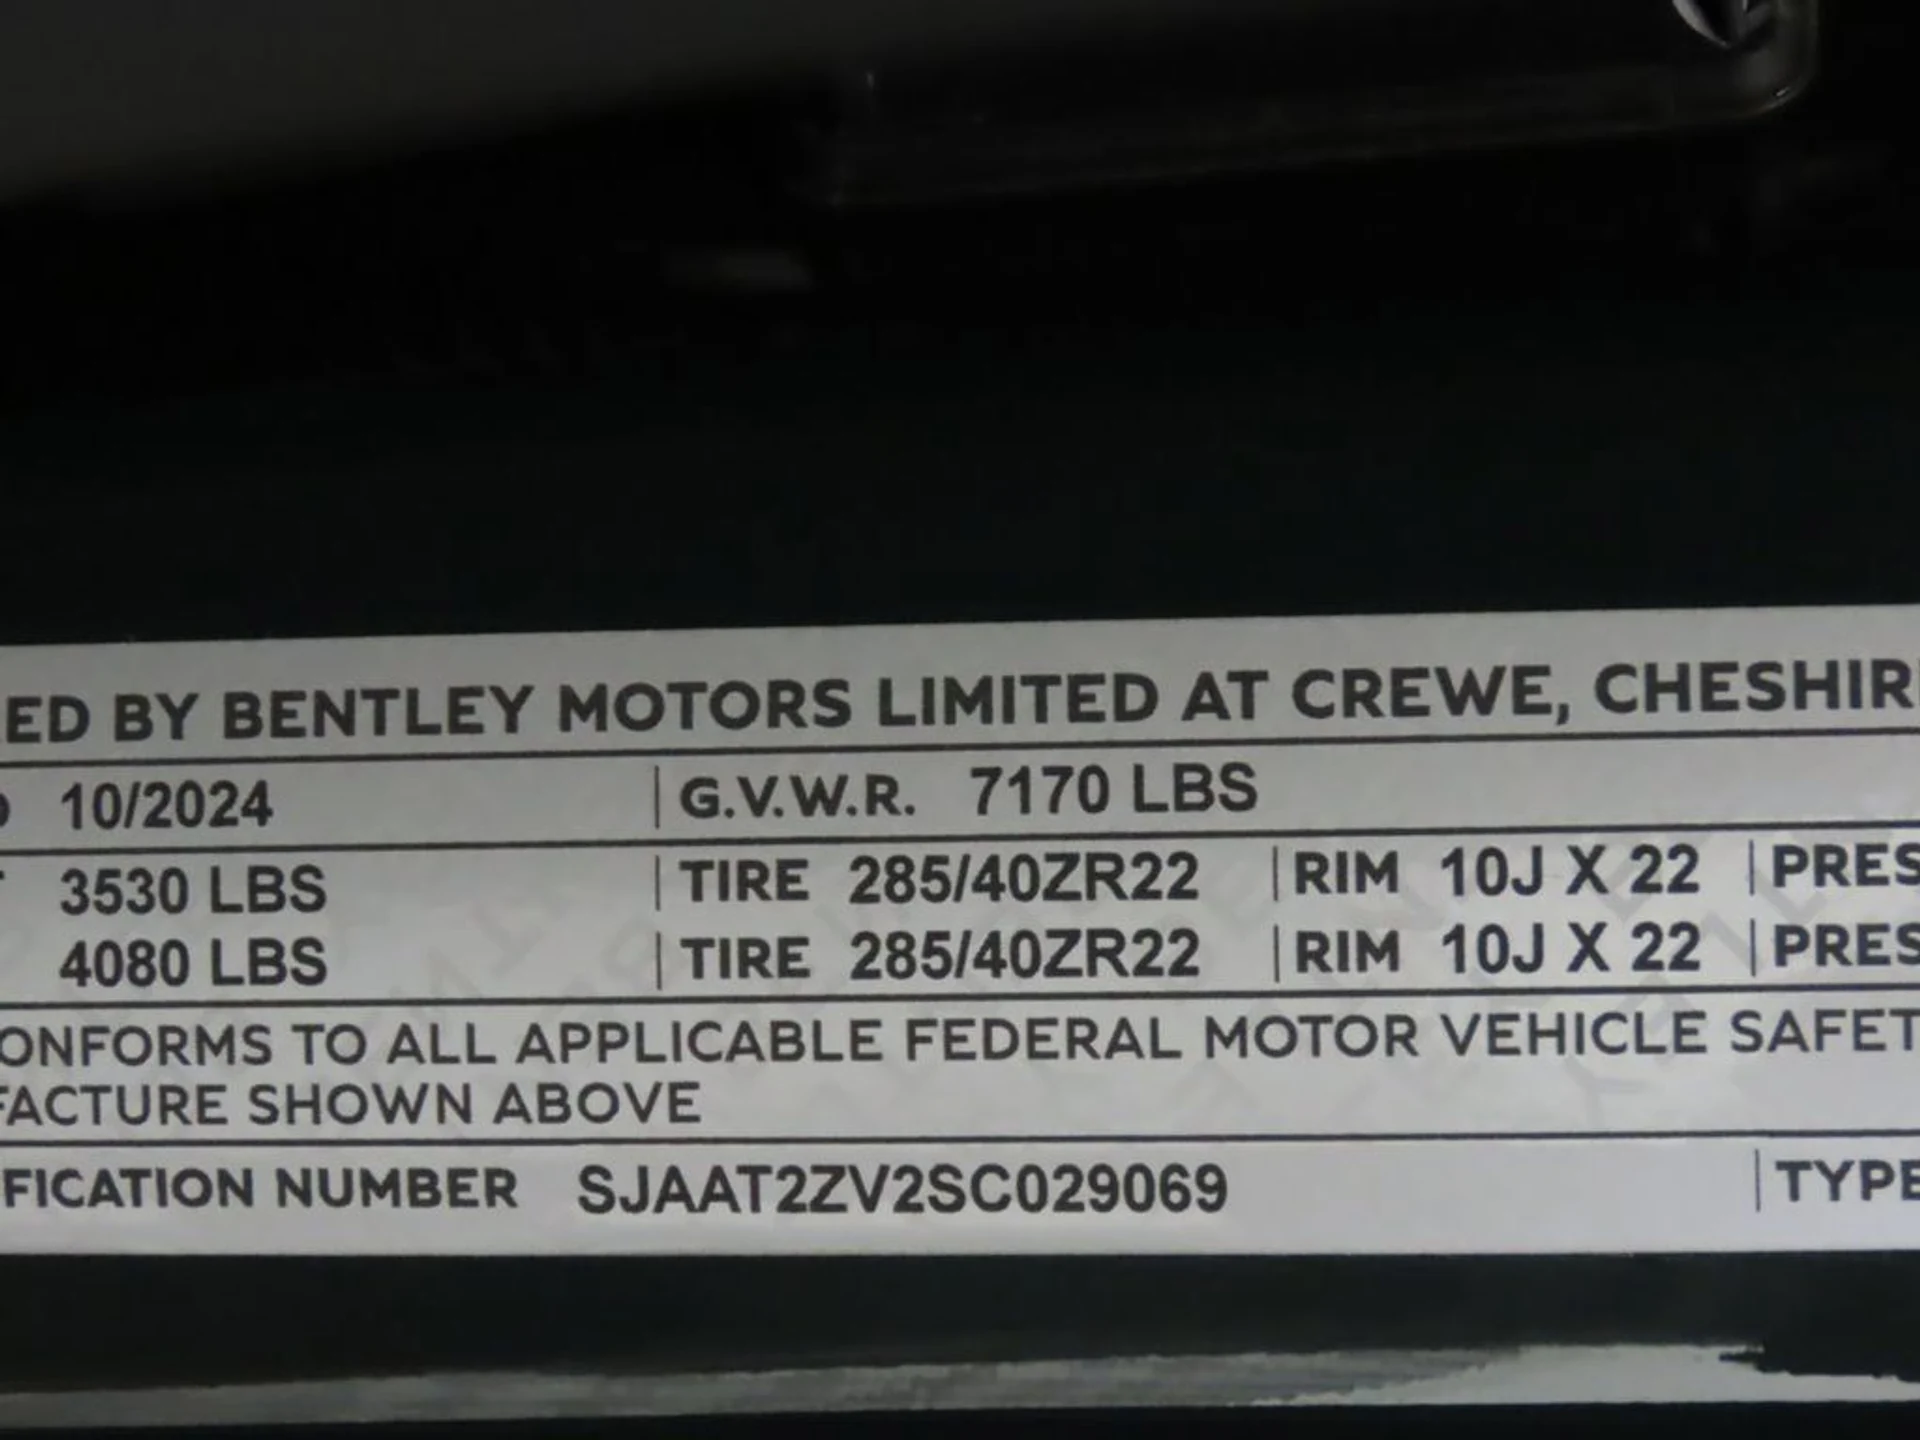 ED BY BENTLEY MOTORS LIMITED AT CREWE, CHESHIR
10/2024 G.V.W.R. 7170 LBS
3530 LBS TIRE 285/40ZR22 RIM 10J X 22 PRES
4080 LBS TIRE 285/40ZR22 RIM 10J X 22 PRES
ONFORMS TO ALL APPLICABLE FEDERAL MOTOR VEHICLE SAFET
FACTURE SHOWN ABOVE
FICATION NUMBER SJAAT2ZV2SC029069 TYPE